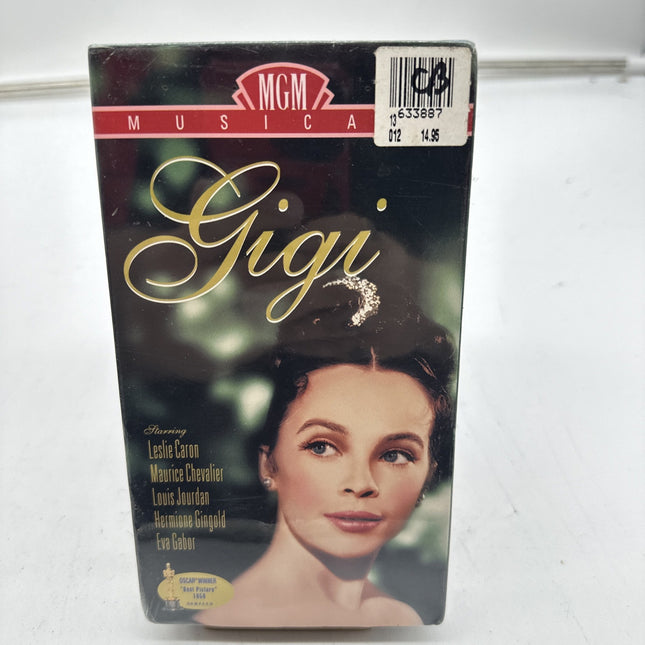 MGM
MUSICA
CB
13
633887
012 14.95
Gigi
Starring
Leslie Caron
Maurice Chevalier
Louis Jourdan
Hermione Gingold
Eva Gabor
OSCAR® WINNER
"Best Picture"
1958